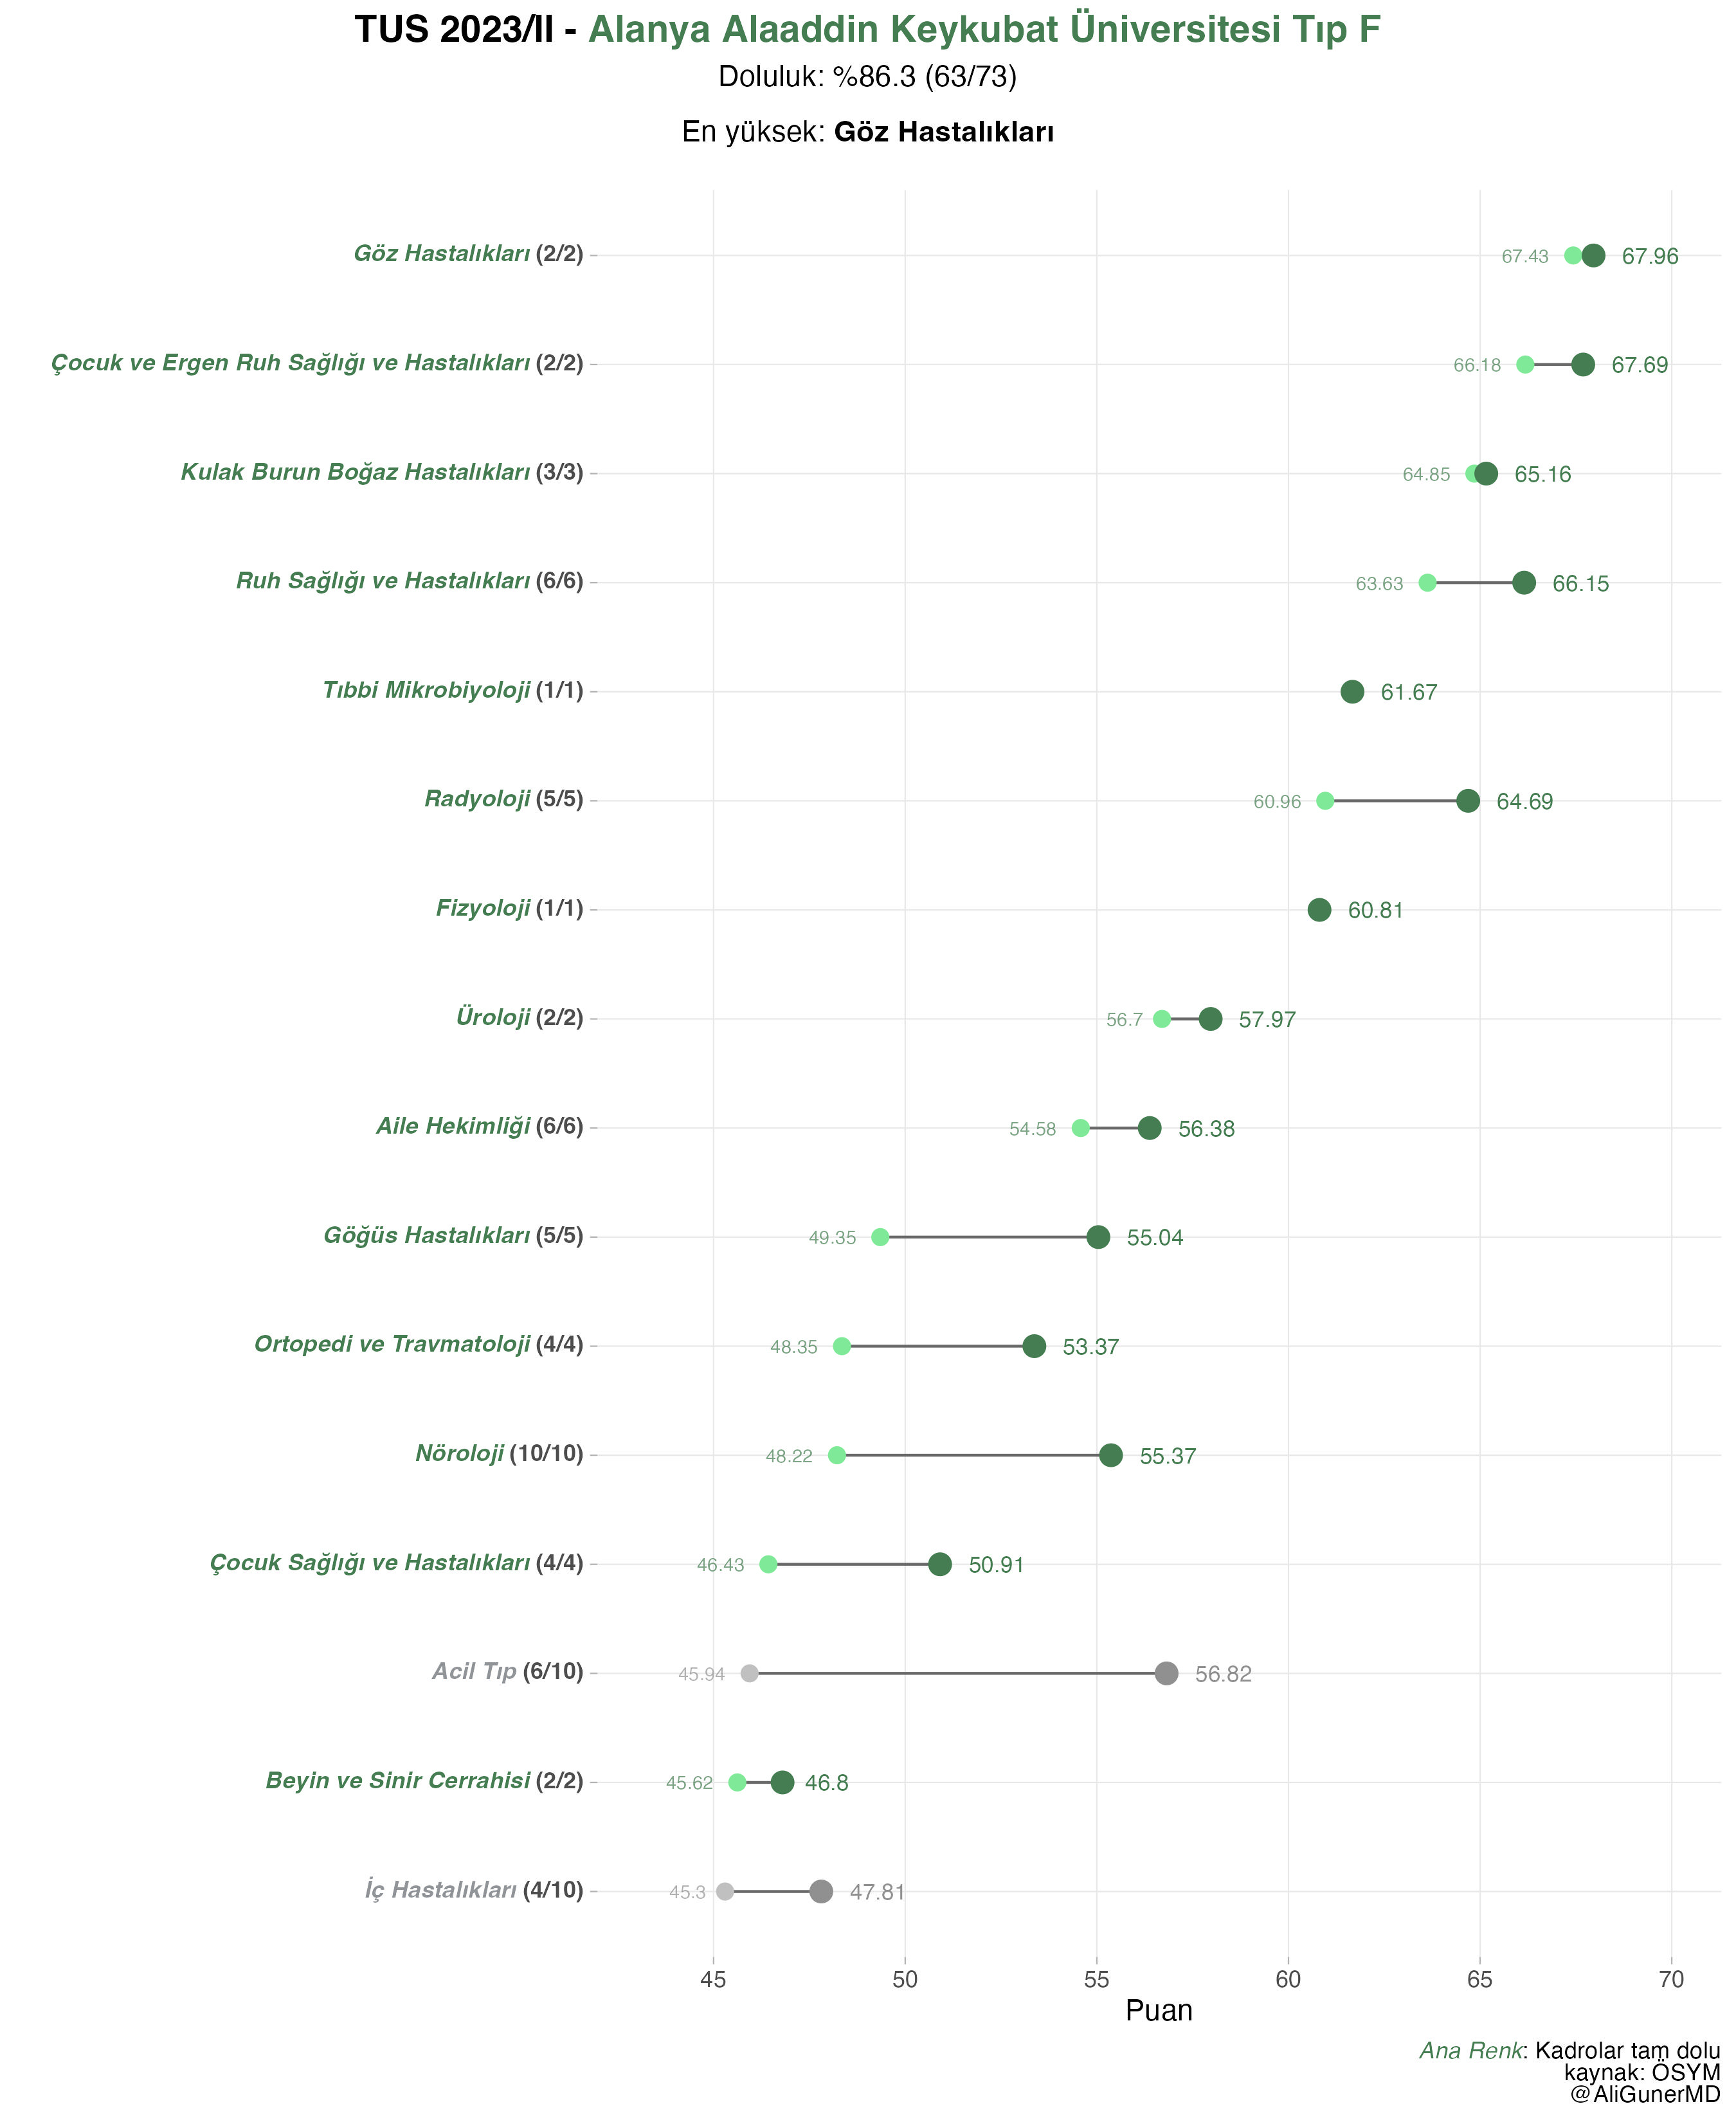 TUS 2023/II - Alanya Alaaddin Keykubat Üniversitesi Tıp F
Doluluk: %86.3 (63/73)
En yüksek: Göz Hastalıkları
Göz Hastalıkları (2/2) 67.43 67.96
Çocuk ve Ergen Ruh Sağlığı ve Hastalıkları (2/2) 66.18 67.69
Kulak Burun Boğaz Hastalıkları (3/3) 64.85 65.16
Ruh Sağlığı ve Hastalıkları (6/6) 63.63 66.15
Tıbbi Mikrobiyoloji (1/1) 61.67
Radyoloji (5/5) 60.96 64.69
Fizyoloji (1/1) 60.81
Üroloji (2/2) 56.7 57.97
Aile Hekimliği (6/6) 54.58 56.38
Göğüs Hastalıkları (5/5) 49.35 55.04
Ortopedi ve Travmatoloji (4/4) 48.35 53.37
Nöroloji (10/10) 48.22 55.37
Çocuk Sağlığı ve Hastalıkları (4/4) 46.43 50.91
Acil Tıp (6/10) 45.94 56.82
Beyin ve Sinir Cerrahisi (2/2) 45.62 46.8
İç Hastalıkları (4/10) 45.3 47.81
45 50 55 60 65 70
Puan
Ana Renk: Kadrolar tam dolu
kaynak: ÖSYM
@AliGunerMD